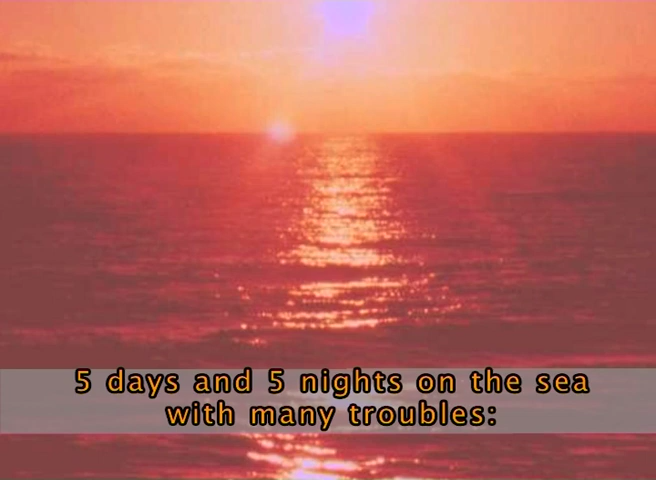 5 days and 5 nights on the sea
with many troubles: